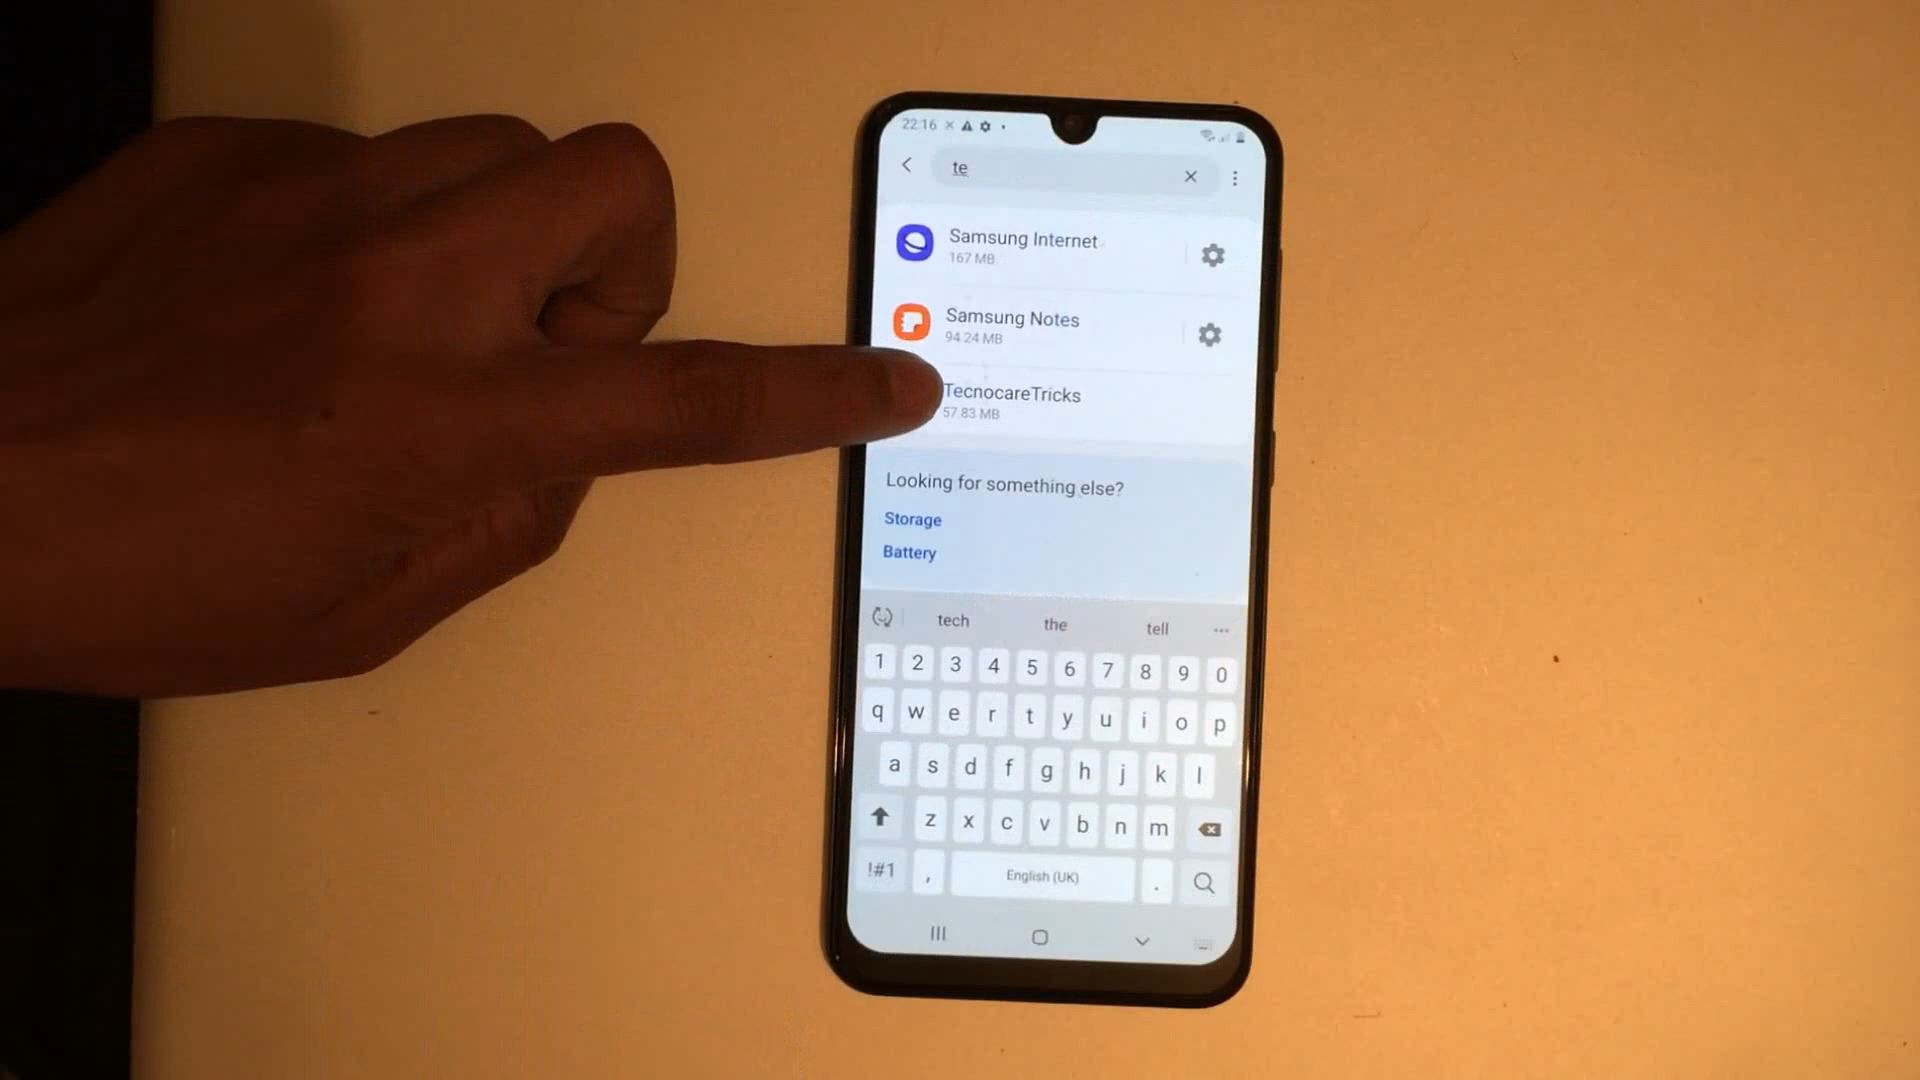 22:16
te
Samsung Internet
167 MB
Samsung Notes
94.24 MB
TecnocareTricks
57.83 MB
Looking for something else?
Storage
Battery
tech the tell
1 2 3 4 5 6 7 8 9 0
q w e r t y u i o p
a s d f g h j k l
z x c v b n m
!#1 , English (UK) .